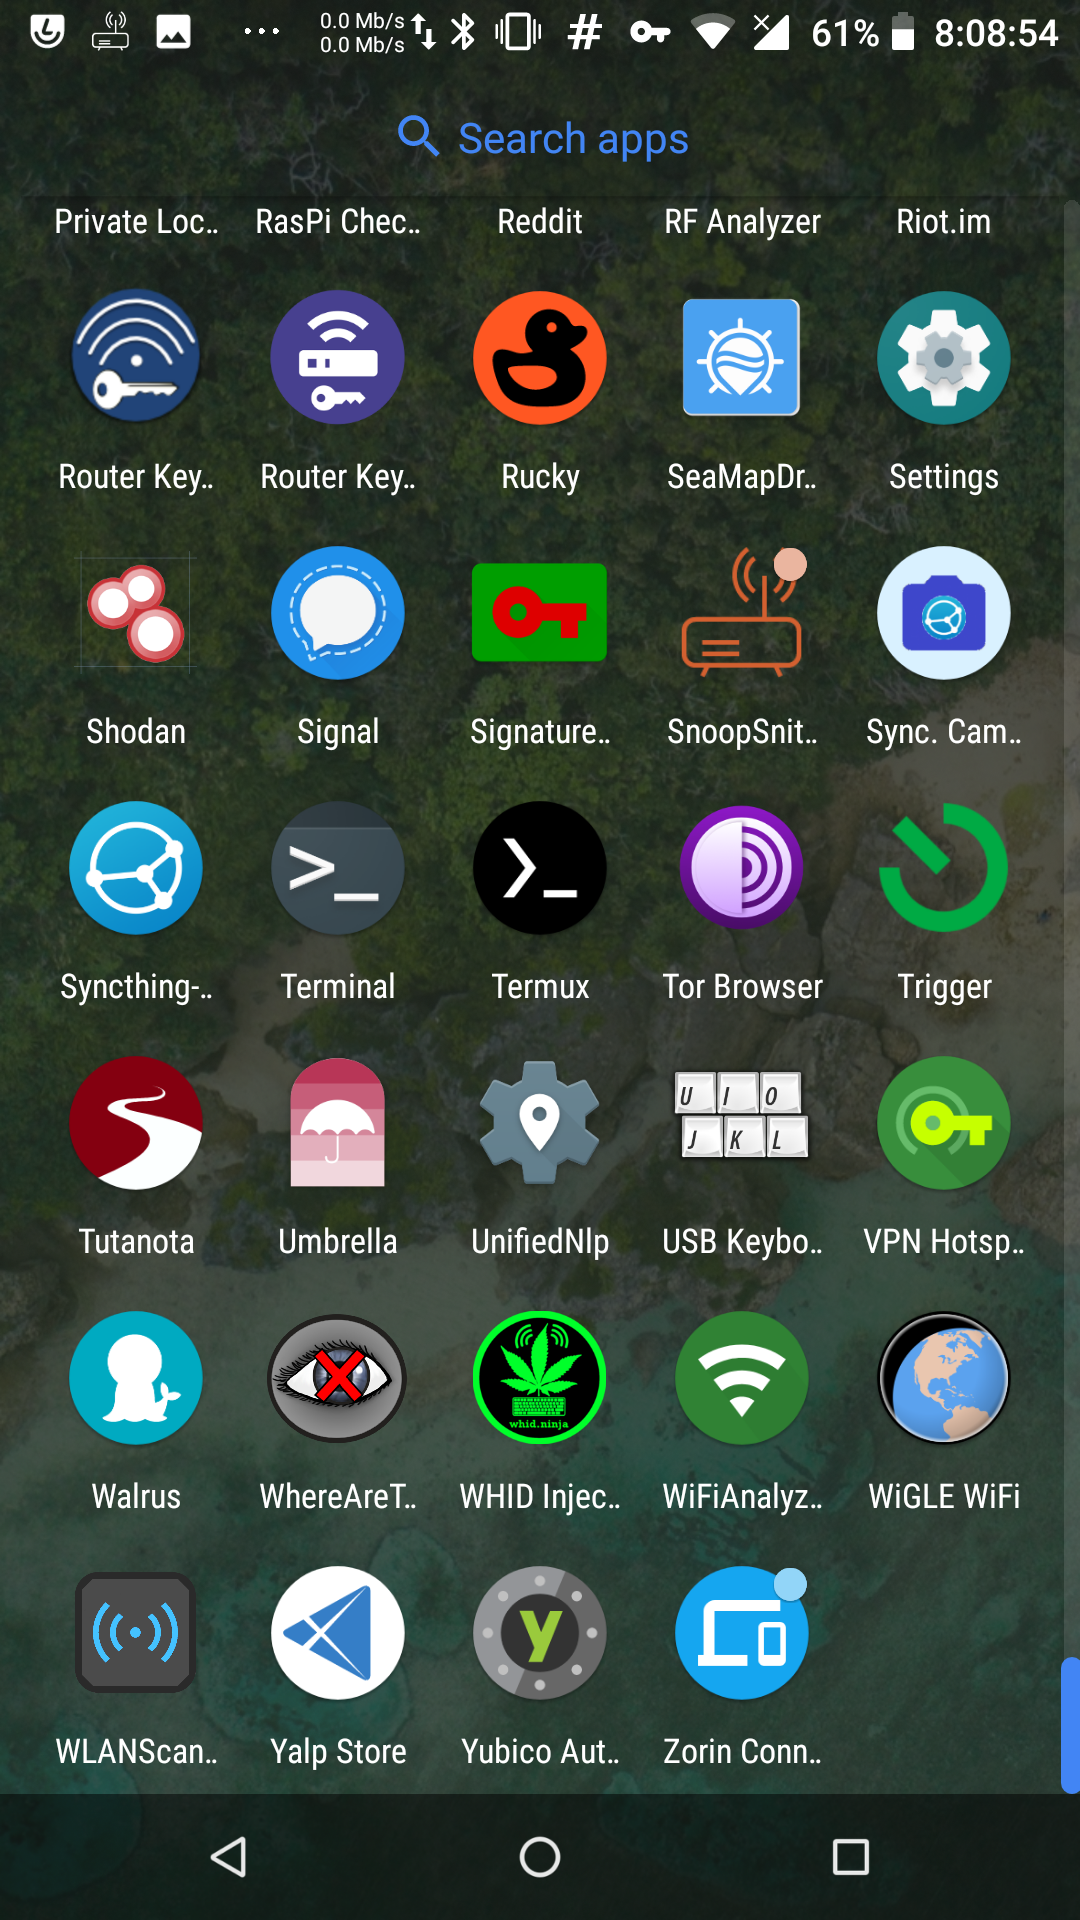 0.0 Mb/s
0.0 Mb/s
61% 8:08:54
Search apps
Private Loc.. RasPi Chec.. Reddit RF Analyzer Riot.im
Router Key.. Router Key.. Rucky SeaMapDr.. Settings
Shodan Signal Signature.. SnoopSnit.. Sync. Cam..
>_ ❯_
Syncthing-.. Terminal Termux Tor Browser Trigger
U I O
J K L
Tutanota Umbrella UnifiedNlp USB Keybo.. VPN Hotsp..
whid.ninja
Walrus WhereAreT.. WHID Injec.. WiFiAnalyz.. WiGLE WiFi
y
WLANScan.. Yalp Store Yubico Aut.. Zorin Conn..